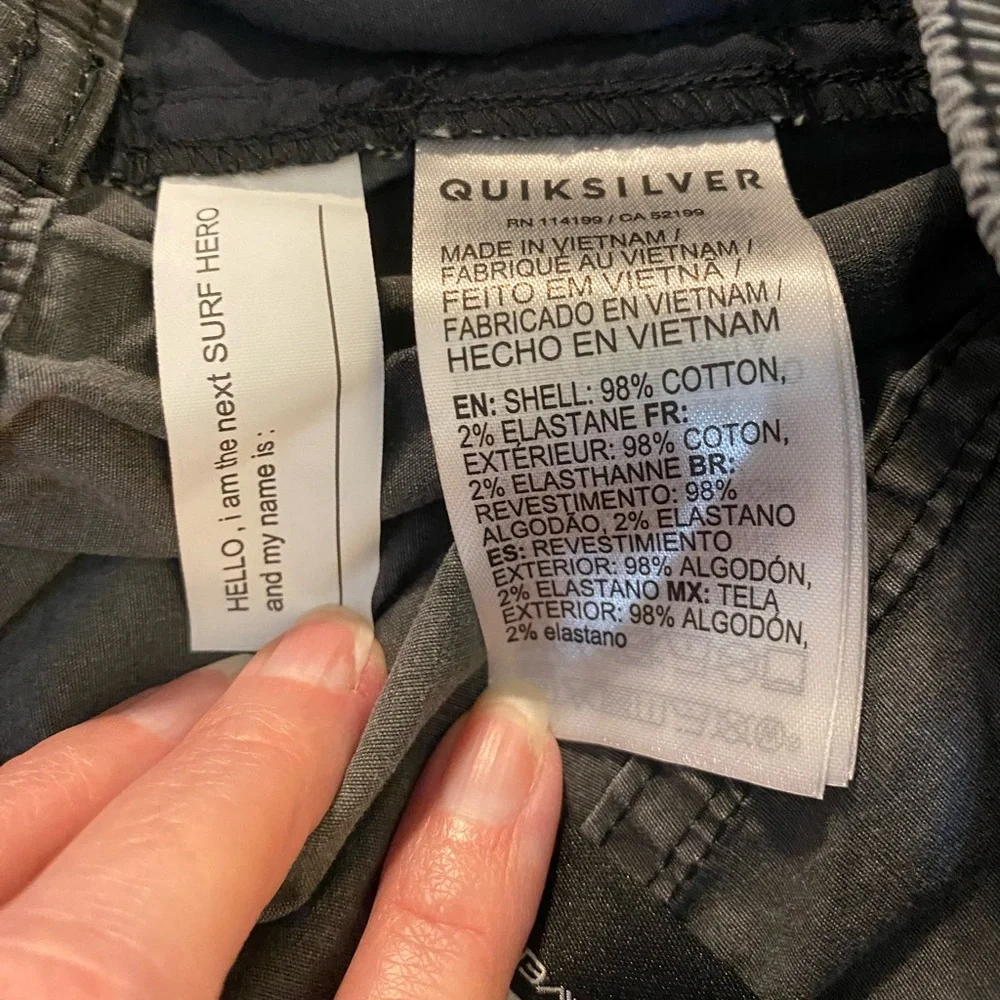 HELLO , i am the next SURF HERO
and my name is :
QUIKSILVER
RN 114199 / CA 52199
MADE IN VIETNAM /
FABRIQUÉ AU VIETNAM /
FEITO EM VIETNÃ /
FABRICADO EN VIETNAM /
HECHO EN VIETNAM
EN: SHELL: 98% COTTON,
2% ELASTANE FR:
EXTÉRIEUR: 98% COTON,
2% ELASTHANNE BR:
REVESTIMENTO: 98%
ALGODÃO, 2% ELASTANO
ES: REVESTIMIENTO
EXTERIOR: 98% ALGODÓN,
2% ELASTANO MX: TELA
EXTERIOR: 98% ALGODÓN,
2% elastano